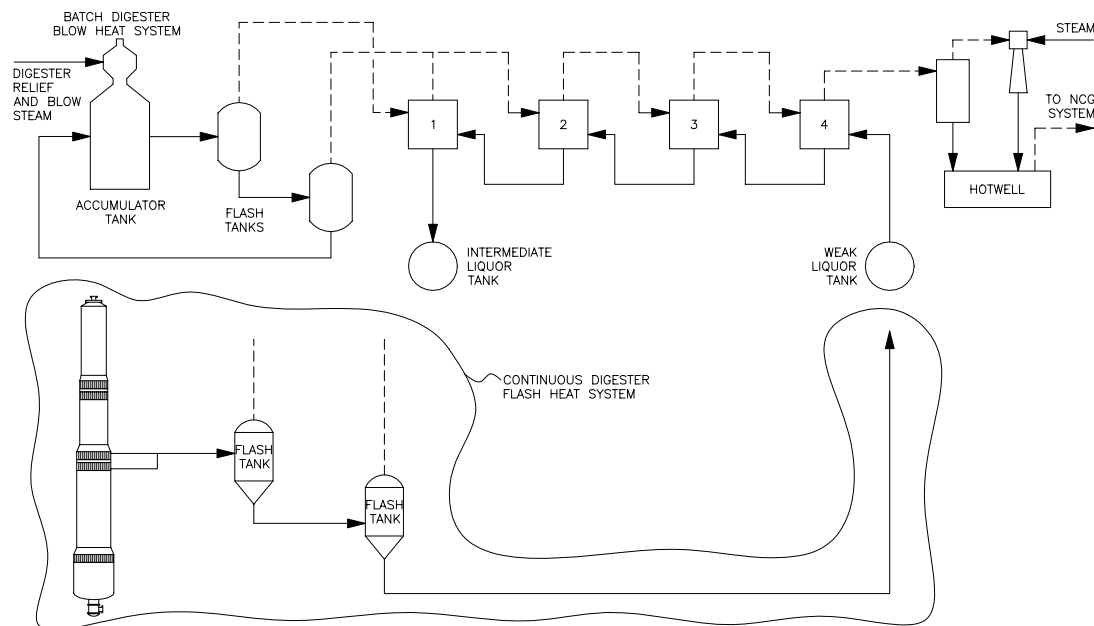 BATCH DIGESTER
BLOW HEAT SYSTEM
DIGESTER
RELIEF
AND BLOW
STEAM
ACCUMULATOR
TANK
FLASH
TANKS
1
2
3
4
INTERMEDIATE
LIQUOR
TANK
WEAK
LIQUOR
TANK
STEAM
TO NCG
SYSTEM
HOTWELL
CONTINUOUS DIGESTER
FLASH HEAT SYSTEM
FLASH
TANK
FLASH
TANK